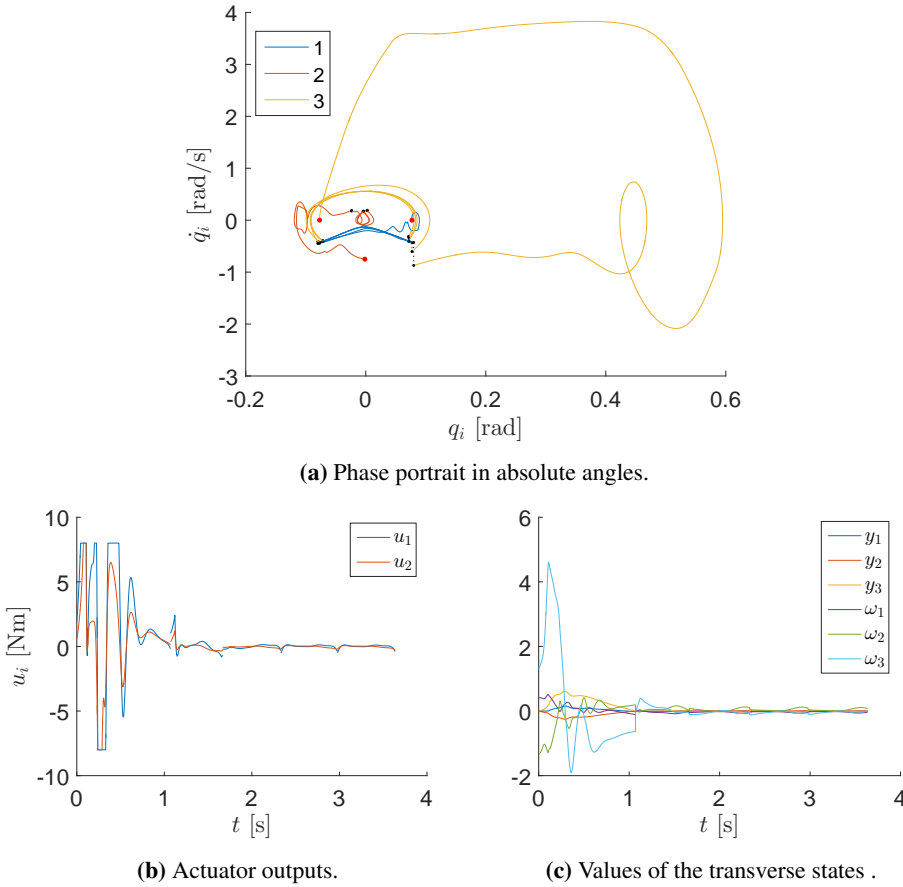 4
3
2
1
0
-1
-2
-3
q̇ᵢ [rad/s]
1
2
3
-0.2 0 0.2 0.4 0.6
qᵢ [rad]
(a) Phase portrait in absolute angles.
10
5
0
-5
-10
uᵢ [Nm]
u₁
u₂
0 1 2 3 4
t [s]
(b) Actuator outputs.
6
4
2
0
-2
y₁
y₂
y₃
ω₁
ω₂
ω₃
0 1 2 3 4
t [s]
(c) Values of the transverse states .